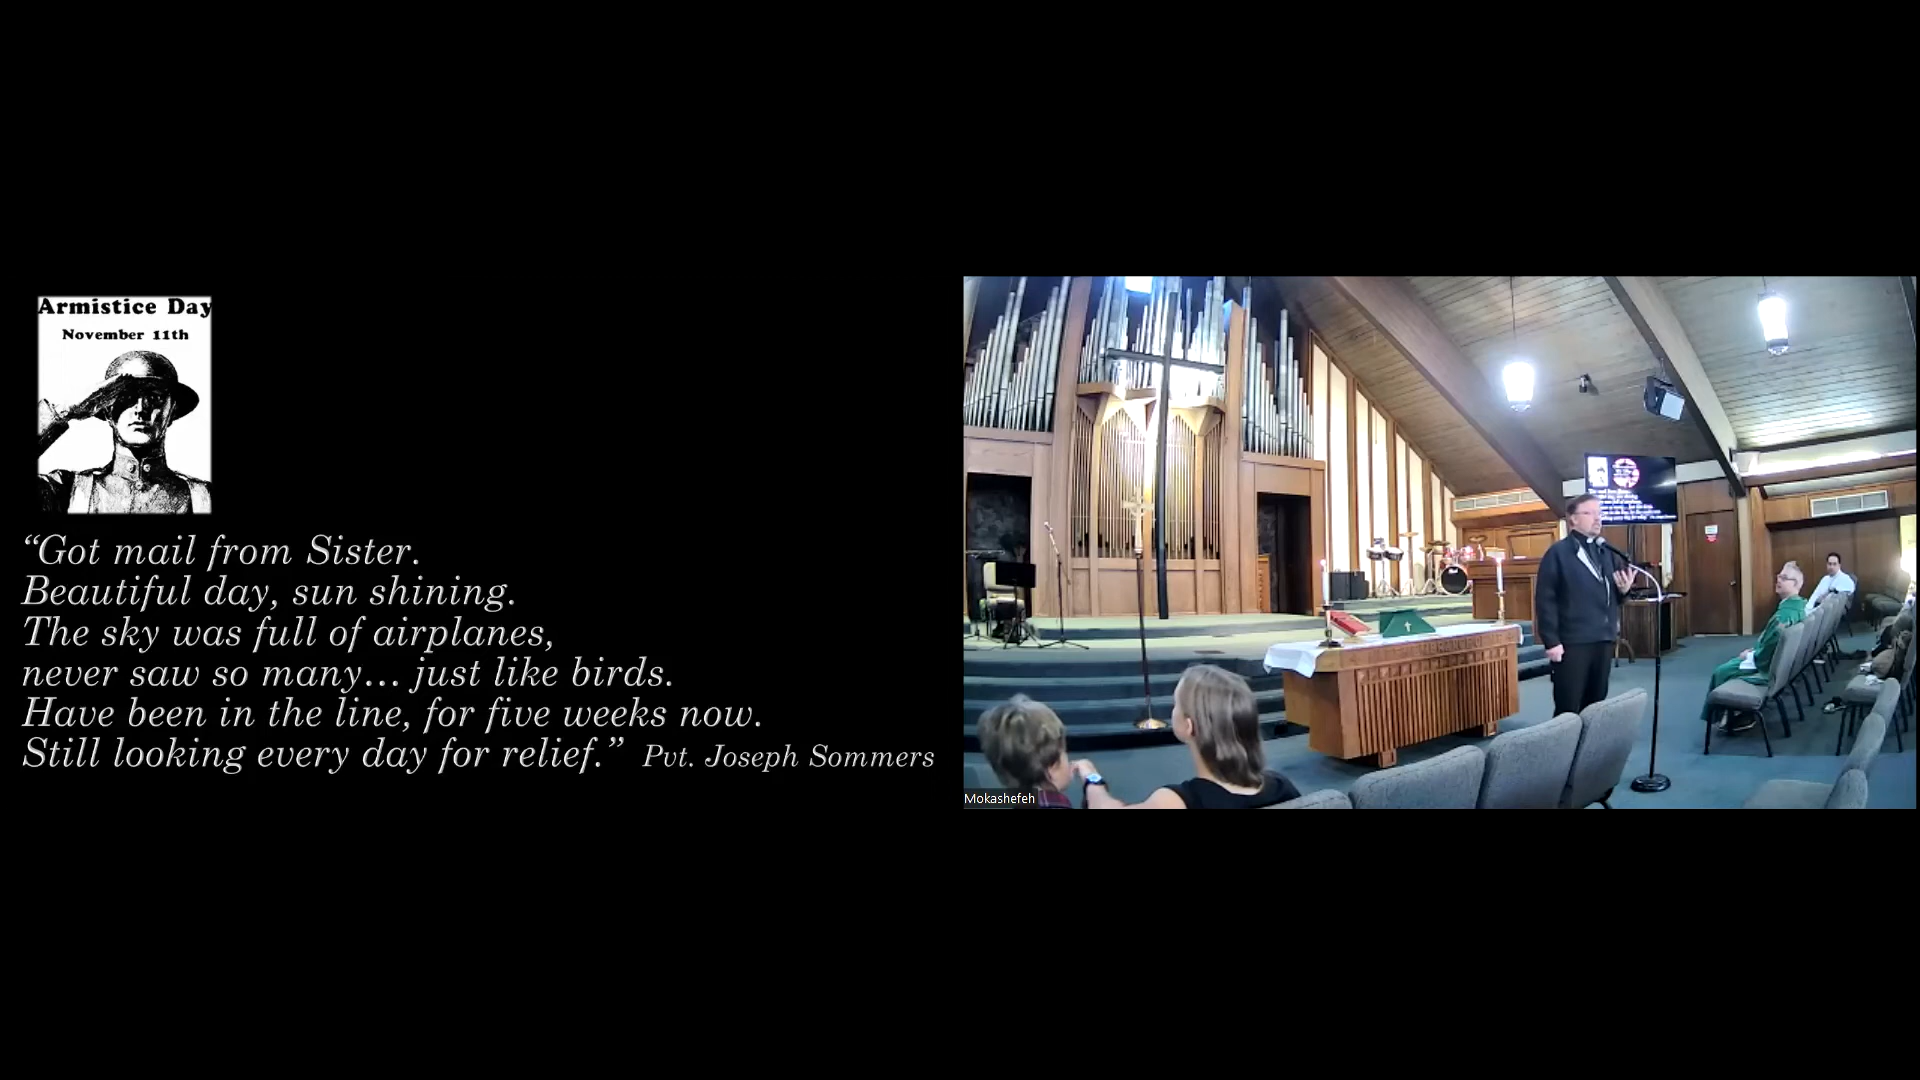 Armistice Day
November 11th
“Got mail from Sister.
Beautiful day, sun shining.
The sky was full of airplanes,
never saw so many... just like birds.
Have been in the line, for five weeks now.
Still looking every day for relief.” Pvt. Joseph Sommers
Mokashefeh